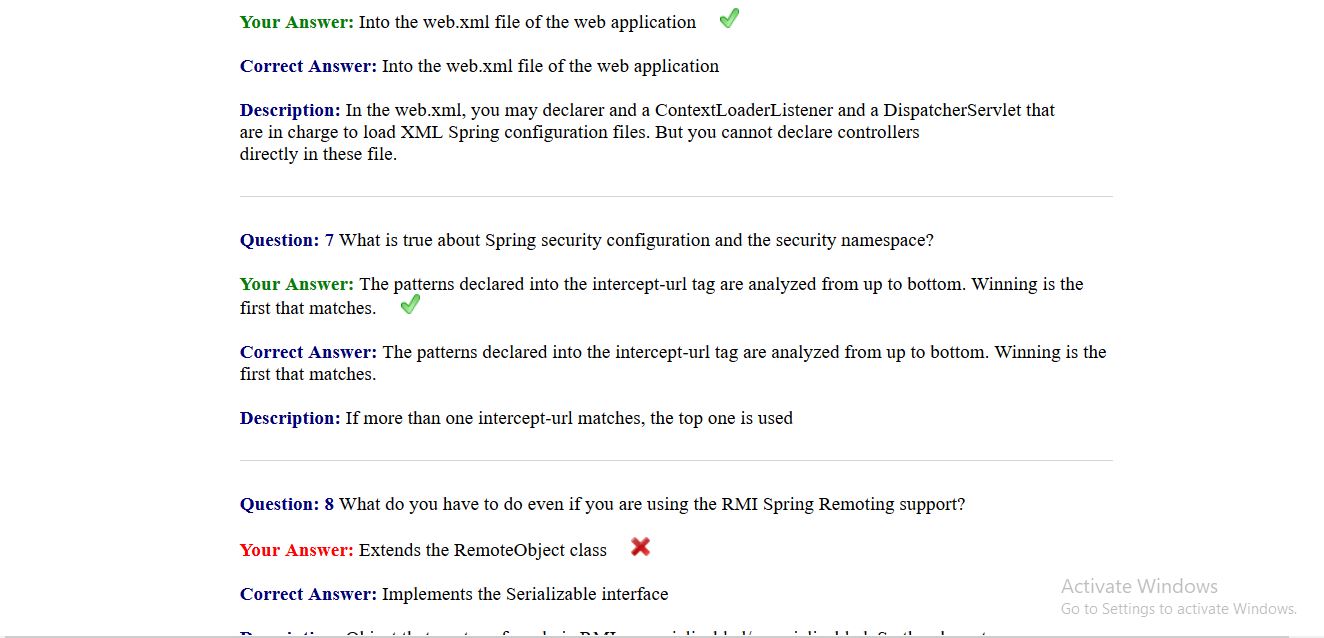 Your Answer: Into the web.xml file of the web application
Correct Answer: Into the web.xml file of the web application
Description: In the web.xml, you may declarer and a ContextLoaderListener and a DispatcherServlet that
are in charge to load XML Spring configuration files. But you cannot declare controllers
directly in these file.
Question: 7 What is true about Spring security configuration and the security namespace?
Your Answer: The patterns declared into the intercept-url tag are analyzed from up to bottom. Winning is the
first that matches.
Correct Answer: The patterns declared into the intercept-url tag are analyzed from up to bottom. Winning is the
first that matches.
Description: If more than one intercept-url matches, the top one is used
Question: 8 What do you have to do even if you are using the RMI Spring Remoting support?
Your Answer: Extends the RemoteObject class
Correct Answer: Implements the Serializable interface
Activate Windows
Go to Settings to activate Windows.